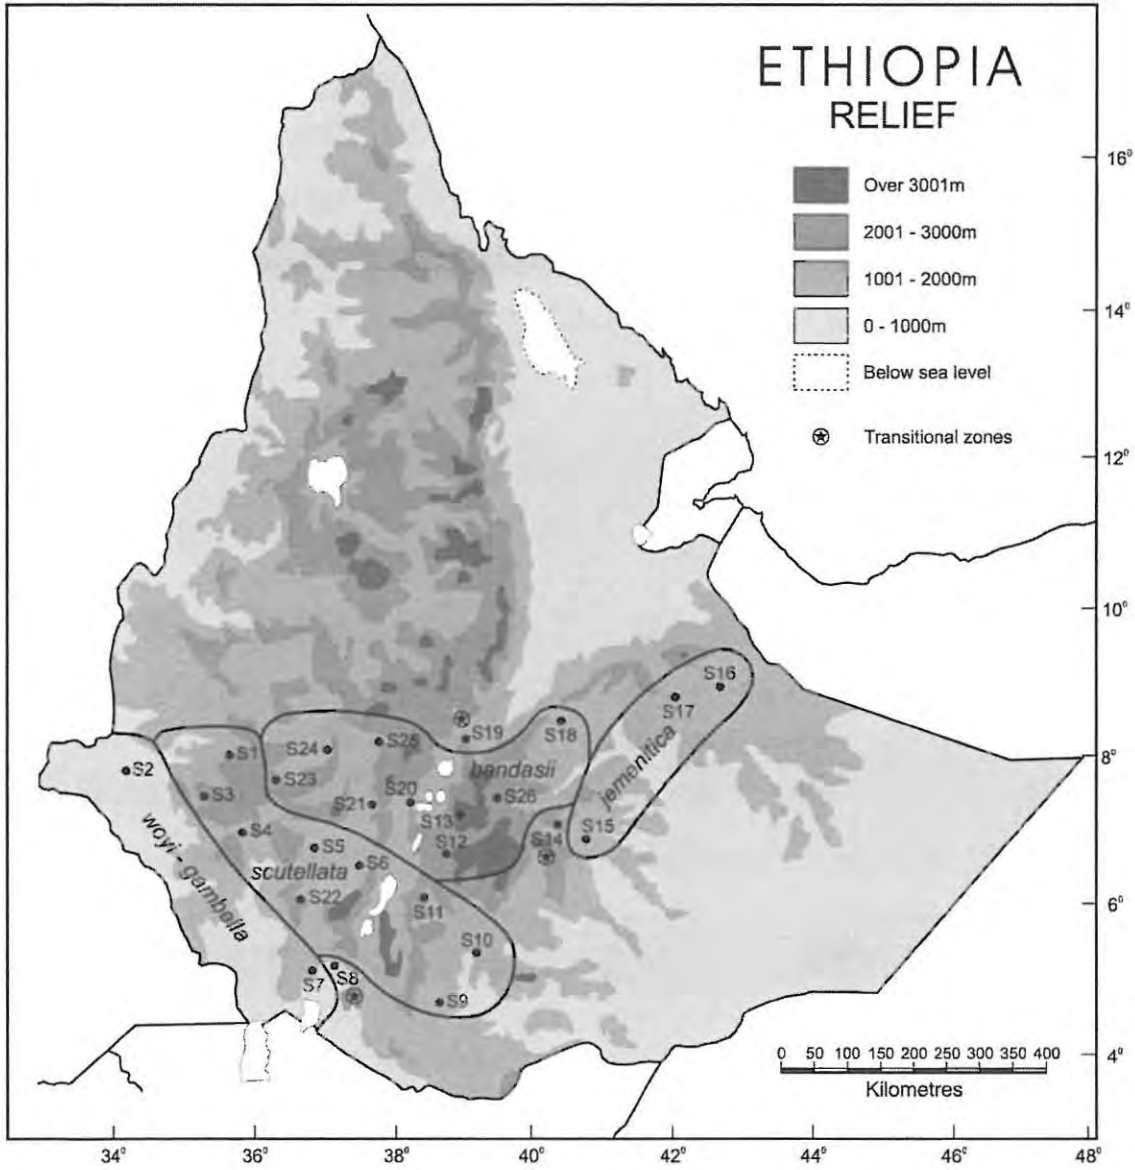 ETHIOPIA
RELIEF
Over 3001m
2001 - 3000m
1001 - 2000m
0 - 1000m
Below sea level
Transitional zones
16°
14°
12°
10°
8°
6°
4°
S16
S17
S19
S18
S25
S24
S1
S2
bandasii
jemenitica
S23
S20
S3
S21
S26
S13
S15
S4
S14
S12
S5
woyi - gambella
S6
scutellata
S22
S11
S10
S7
S8
S9
0 50 100 150 200 250 300 350 400
Kilometres
34° 36° 38° 40° 42° 44° 46° 48°